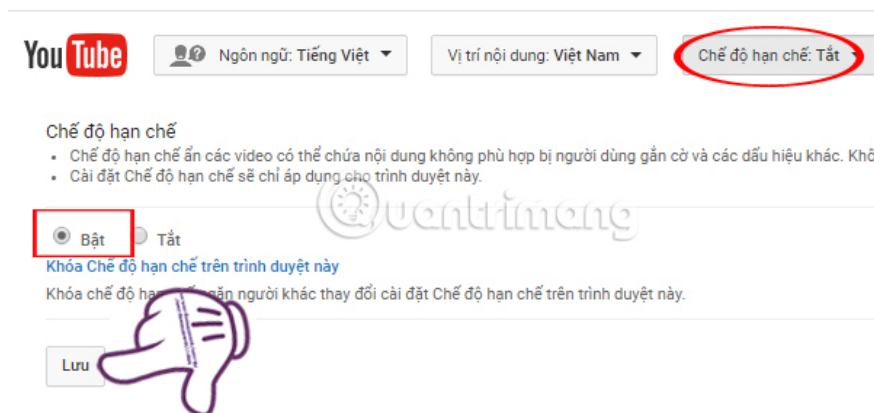 YouTube
Ngôn ngữ: Tiếng Việt
Vị trí nội dung: Việt Nam
Chế độ hạn chế: Tắt
Chế độ hạn chế
Chế độ hạn chế ẩn các video có thể chứa nội dung không phù hợp bị người dùng gắn cờ và các dấu hiệu khác.
Cài đặt Chế độ hạn chế sẽ chỉ áp dụng cho trình duyệt này.
Quantrimang
Bật
Tắt
Khóa Chế độ hạn chế trên trình duyệt này
Khóa chế độ người khác thay đổi cài đặt Chế độ hạn chế trên trình duyệt này.
Lưu